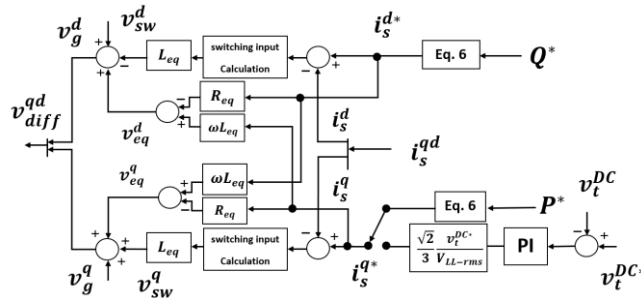 v_g^d v_sw^d
i_s^d*
L_eq
switching input
Calculation
Eq. 6
Q*
R_eq
v_diff^qd
v_eq^d
ωL_eq
i_s^d
i_s^qd
v_eq^q
ωL_eq
i_s^q
R_eq
Eq. 6
P*
v_t^DC
L_eq
switching input
Calculation
√2/3 v_t^DC*/V_LL-rms
PI
v_g^q v_sw^q
i_s^q*
v_t^DC*